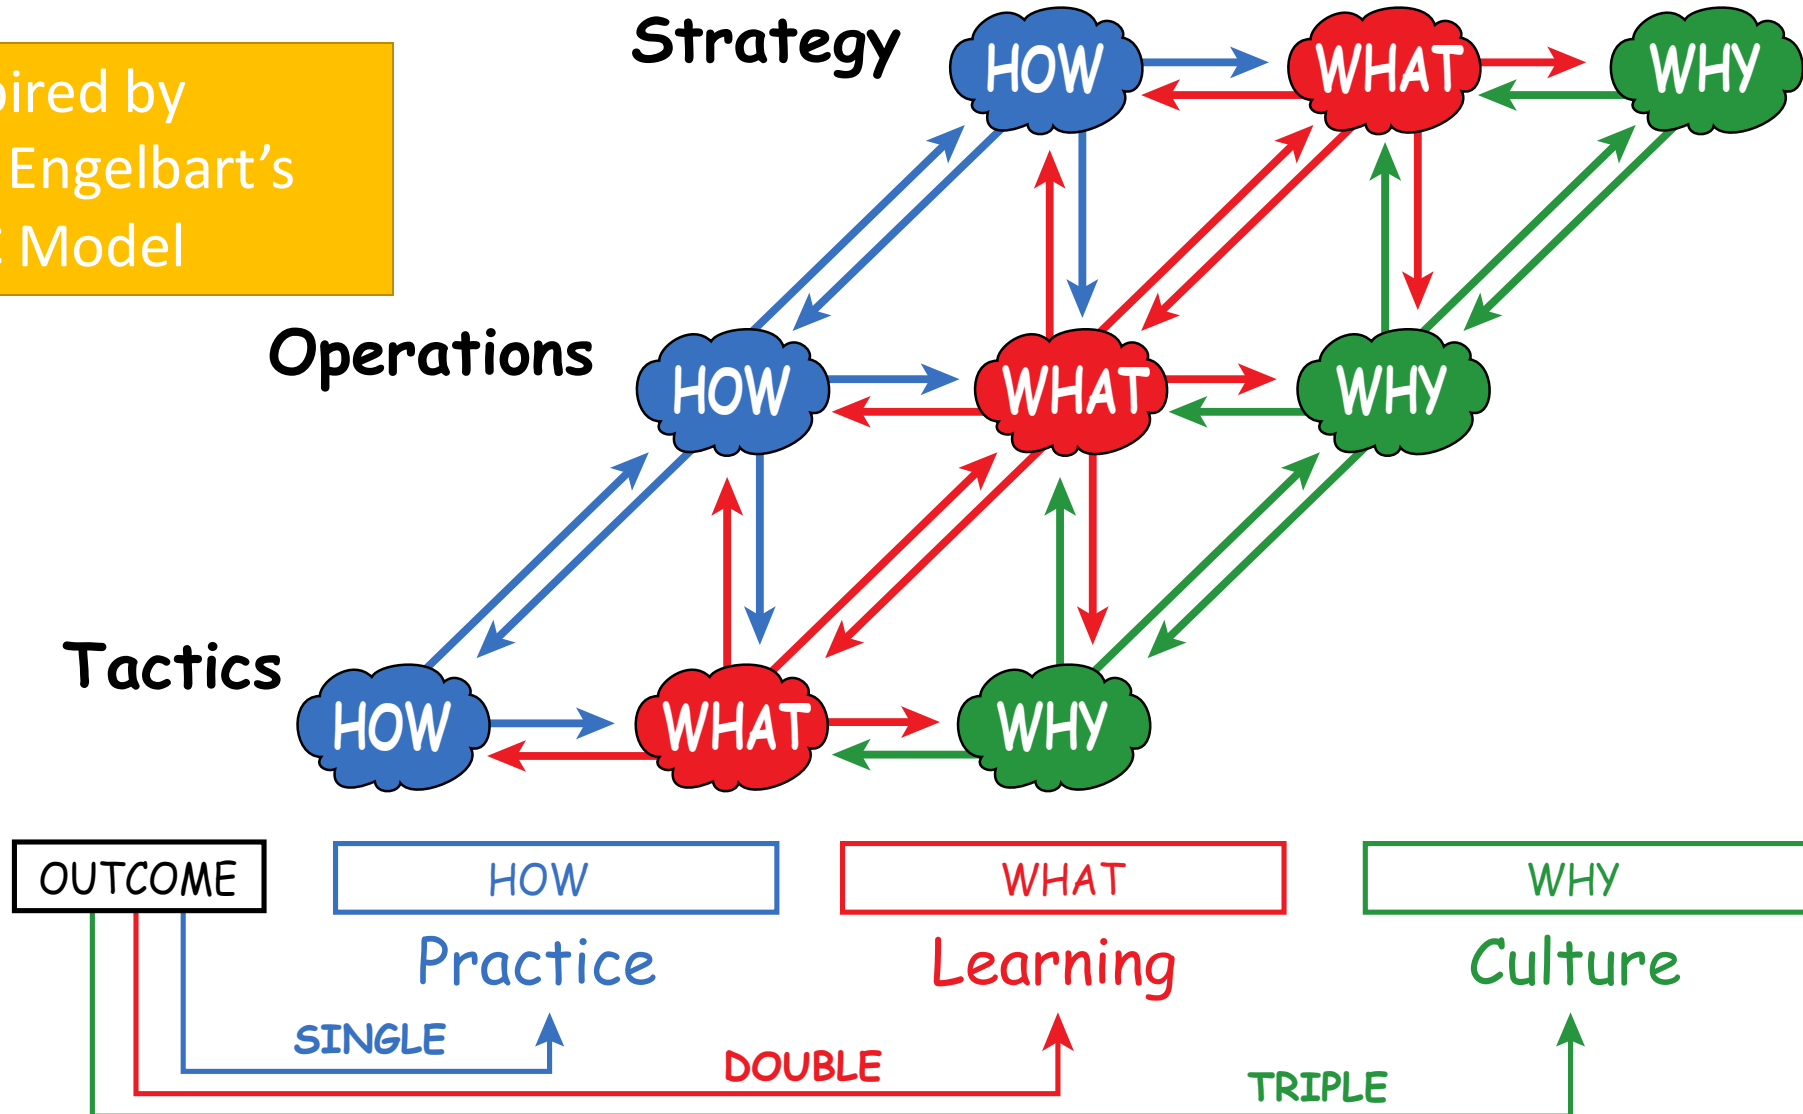 Strategy
HOW WHAT WHY
by
Engelbart's
Model
Operations
HOW WHAT WHY
Tactics
HOW WHAT WHY
OUTCOME HOW WHAT WHY
Practice Learning Culture
SINGLE
DOUBLE
TRIPLE